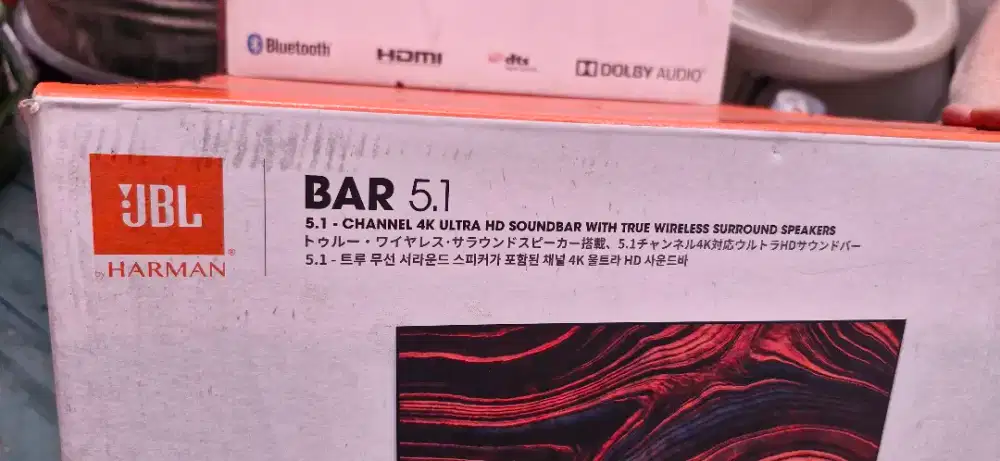 Bluetooth
HDMI
dts
DOLBY AUDIO
JBL
by HARMAN
BAR 5.1
5.1 - CHANNEL 4K ULTRA HD SOUNDBAR WITH TRUE WIRELESS SURROUND SPEAKERS
トゥルー・ワイヤレス・サラウンドスピーカー搭載、5.1チャンネル4K対応ウルトラHDサウンドバー
5.1 - 트루 무선 서라운드 스피커가 포함된 채널 4K 울트라 HD 사운드바